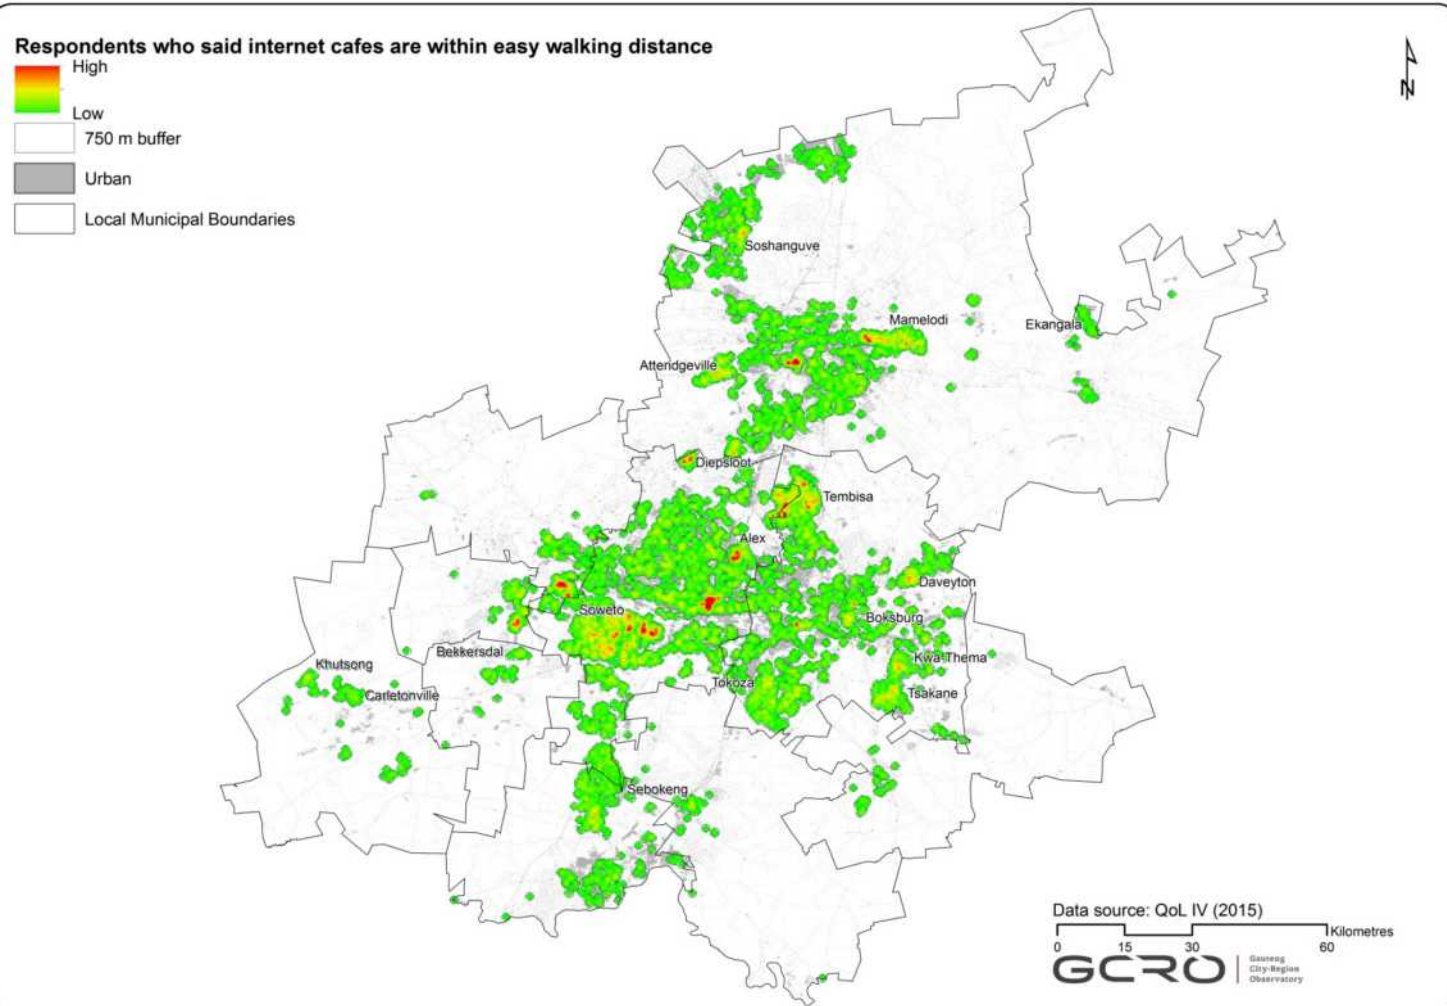 Respondents who said internet cafes are within easy walking distance
High
Low
750 m buffer
Urban
Local Municipal Boundaries
N
Soshanguve
Mamelodi
Ekangala
Atteridgeville
Diepsloot
Tembisa
Alex
Daveyton
Soweto
Boksburg
Bekkersdal
Kwa-Thema
Khutsong
Tokoza
Tsakane
Carletonville
Sebokeng
Data source: QoL IV (2015)
Kilometres
0 15 30 60
GCRO
Gauteng
City-Region
Observatory